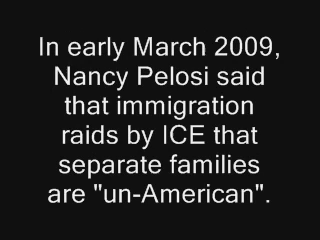 In early March 2009,
Nancy Pelosi said
that immigration
raids by ICE that
separate families
are "un-American".